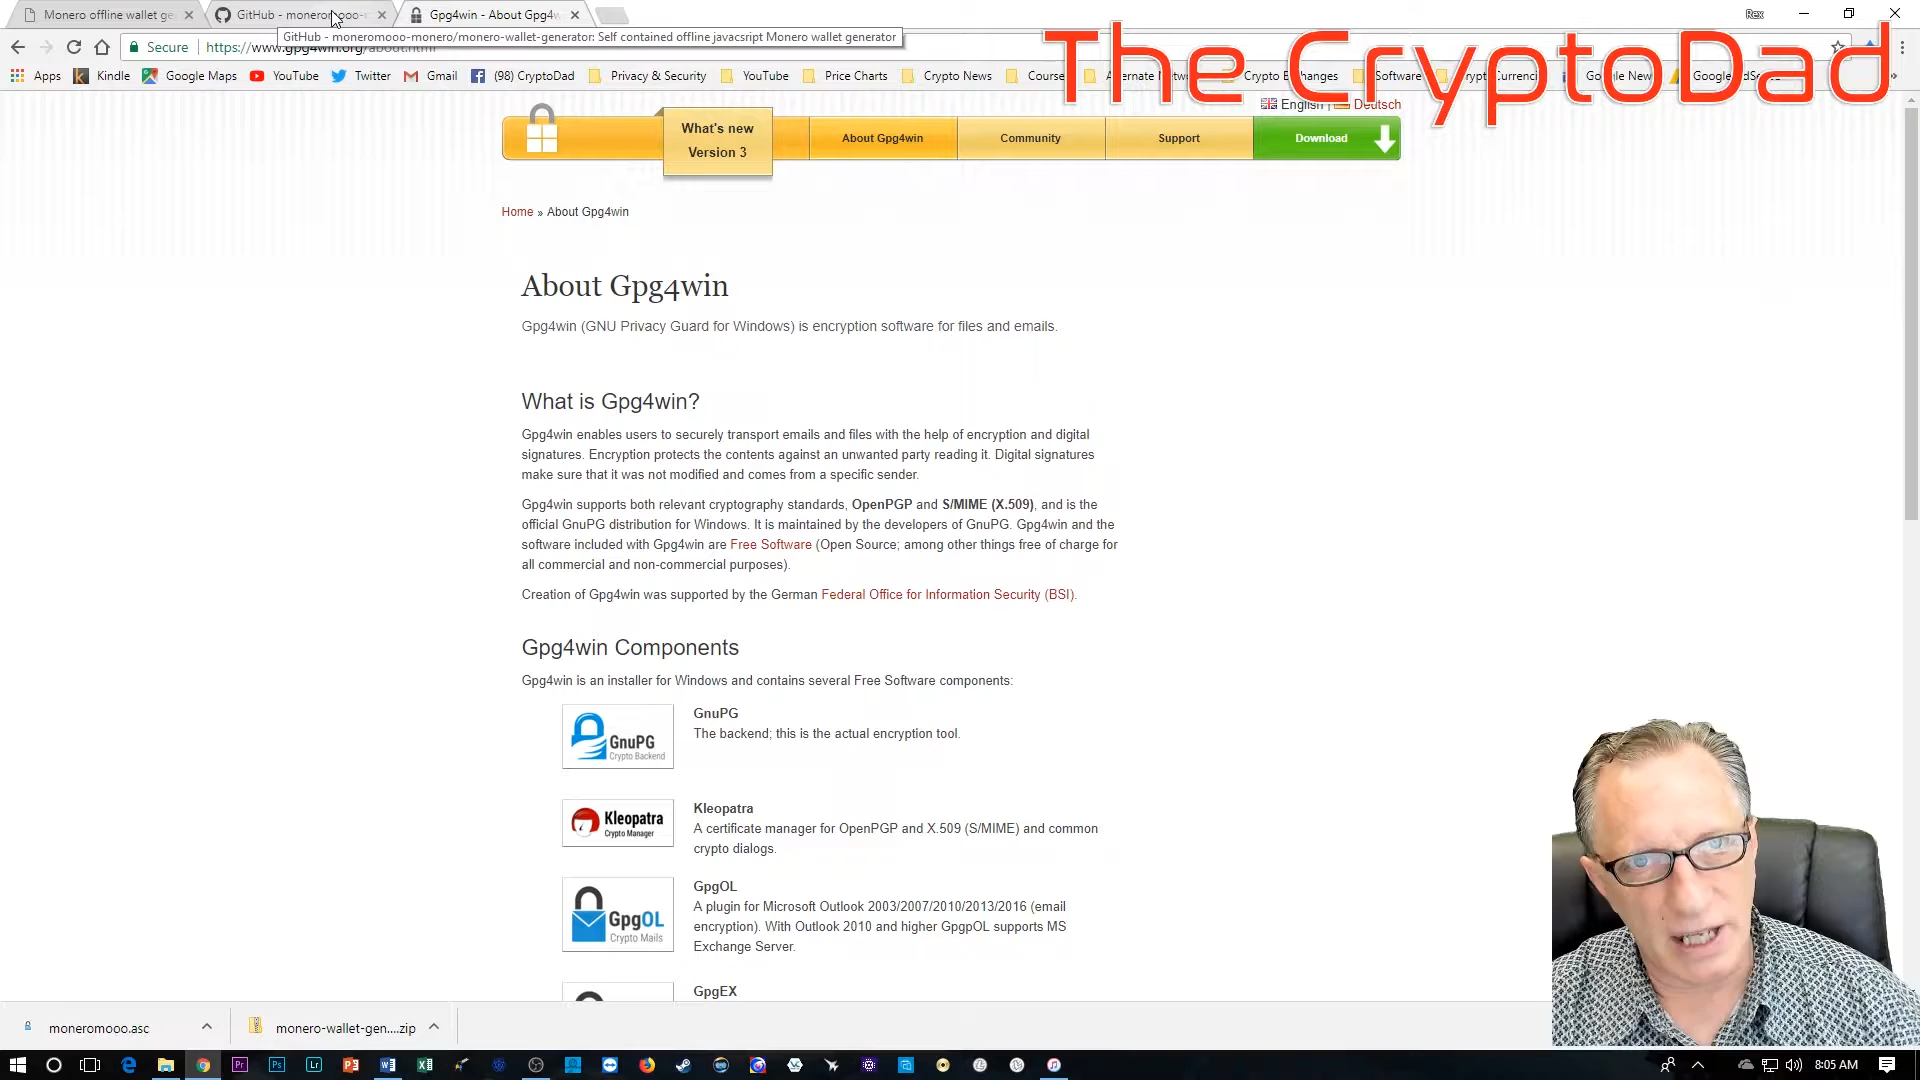 Monero offline wallet ge
GitHub - moneromooo-m
Gpg4win - About Gpg4w
Rex
GitHub - moneromooo-monero/monero-wallet-generator: Self contained offline javacsript Monero wallet generator
Secure
https://www.gpg4win.org/about.html
Apps
Kindle
Google Maps
YouTube
Twitter
Gmail
(98) CryptoDad
Privacy & Security
YouTube
Price Charts
Crypto News
Course
Crypto Exchanges
Software
The CryptoDad
English | Deutsch
What's new
Version 3
About Gpg4win
Community
Support
Download
Home » About Gpg4win
About Gpg4win
Gpg4win (GNU Privacy Guard for Windows) is encryption software for files and emails.
What is Gpg4win?
Gpg4win enables users to securely transport emails and files with the help of encryption and digital
signatures. Encryption protects the contents against an unwanted party reading it. Digital signatures
make sure that it was not modified and comes from a specific sender.
Gpg4win supports both relevant cryptography standards, OpenPGP and S/MIME (X.509), and is the
official GnuPG distribution for Windows. It is maintained by the developers of GnuPG. Gpg4win and the
software included with Gpg4win are Free Software (Open Source; among other things free of charge for
all commercial and non-commercial purposes).
Creation of Gpg4win was supported by the German Federal Office for Information Security (BSI).
Gpg4win Components
Gpg4win is an installer for Windows and contains several Free Software components:
GnuPG
Crypto Backend
GnuPG
The backend; this is the actual encryption tool.
Kleopatra
Crypto Manager
Kleopatra
A certificate manager for OpenPGP and X.509 (S/MIME) and common
crypto dialogs.
GpgOL
Crypto Mails
GpgOL
A plugin for Microsoft Outlook 2003/2007/2010/2013/2016 (email
encryption). With Outlook 2010 and higher GpgpOL supports MS
Exchange Server.
GpgEX
moneromooo.asc
monero-wallet-gen....zip
8:05 AM